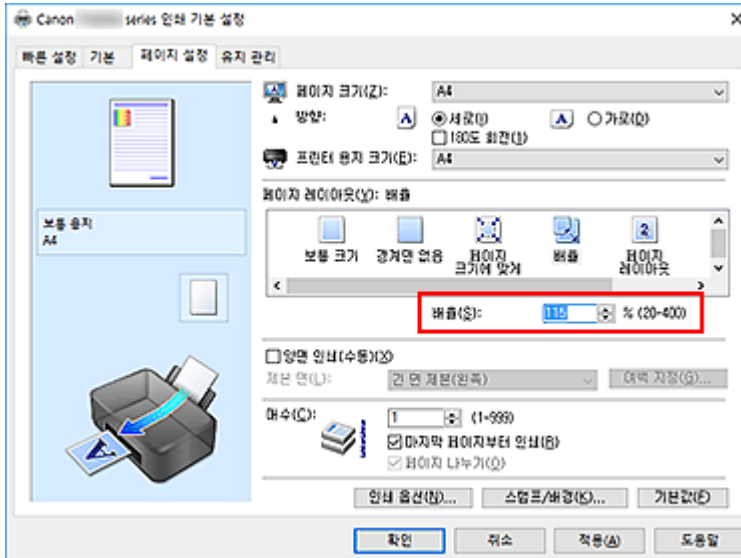 Canon series 인쇄 기본 설정
빠른 설정 기본 페이지 설정 유지 관리
페이지 크기(Z): A4
방향: A 세로(I) A 가로(O)
180도 회전(1)
프린터 용지 크기(E): A4
페이지 레이아웃(Y): 배율
보통 크기 경계면 없음 페이지 크기에 맞게 배율 페이지 레이아웃
보통 용지
A4
배율(S): 115 % (20-400)
양면 인쇄(수동)(X)
제본 면(L): 긴 면 제본(왼쪽) 여백 지정(G)...
매수(C): 1 (1-999)
마지막 페이지부터 인쇄(R)
페이지 나누기(O)
인쇄 옵션(N)... 스탬프/배경(K)... 기본값(F)
확인 취소 적용(A) 도움말